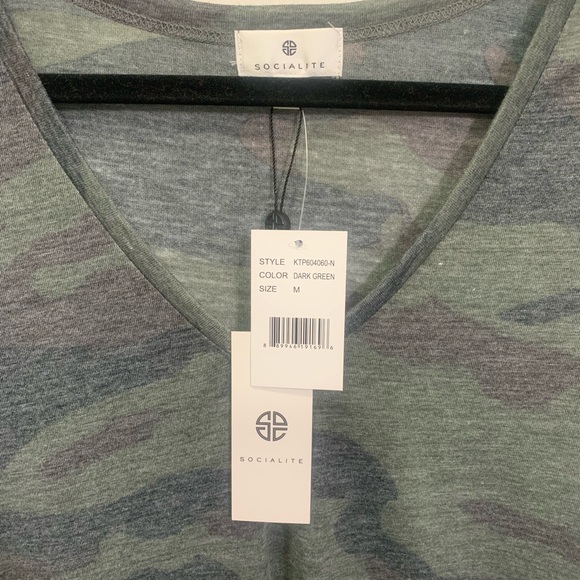 SOCIALITE
STYLE KTP604060-N
COLOR DARK GREEN
SIZE M
SOCIALITE